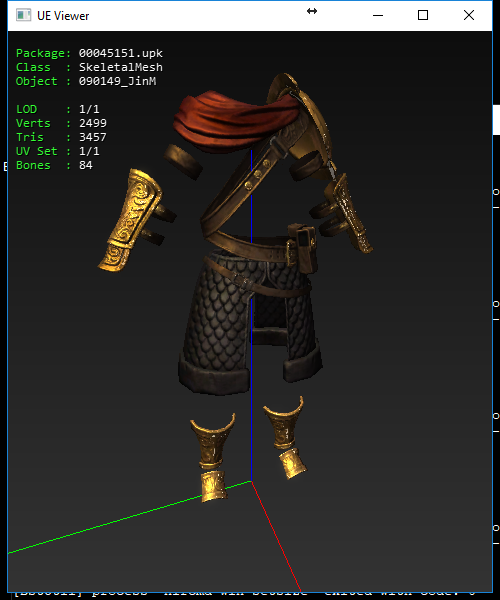 UE Viewer
Package: 00045151.upk
Class : SkeletalMesh
Object : 090149_JinM
LOD : 1/1
Verts : 2499
Tris : 3457
UV Set : 1/1
Bones : 84